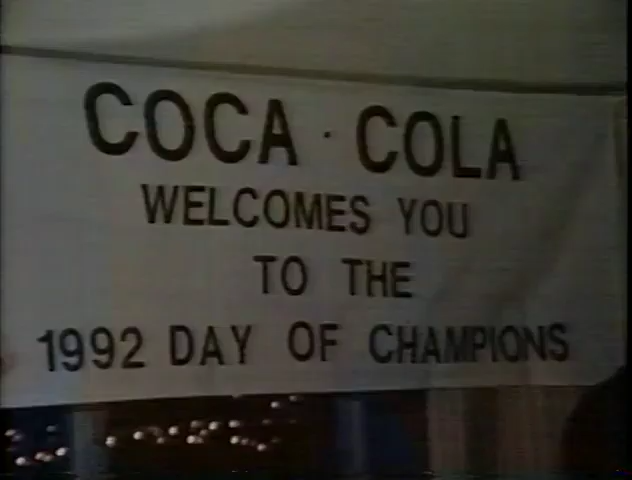 COCA · COLA
WELCOMES YOU
TO THE
1992 DAY OF CHAMPIONS